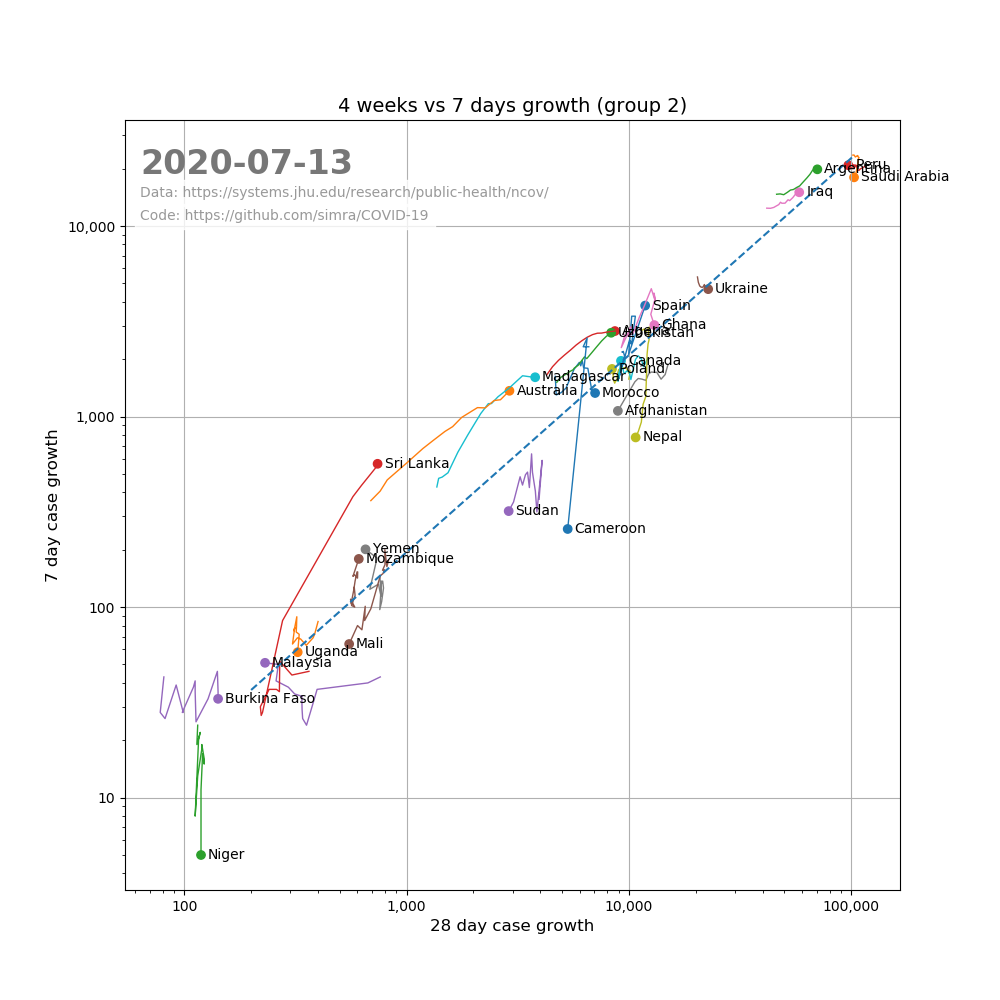 4 weeks vs 7 days growth (group 2)
2020-07-13
Data: https://systems.jhu.edu/research/public-health/ncov/
Code: https://github.com/simra/COVID-19
Peru
Argentina
Saudi Arabia
Iraq
10,000
Ukraine
Spain
Ghana
Algeria
Uzbekistan
Canada
Poland
Madagascar
Australia
Morocco
1,000
Afghanistan
Nepal
Sri Lanka
Sudan
Cameroon
Yemen
Mozambique
100
Mali
Uganda
Malaysia
Burkina Faso
10
Niger
100
1,000
10,000
100,000
28 day case growth
7 day case growth